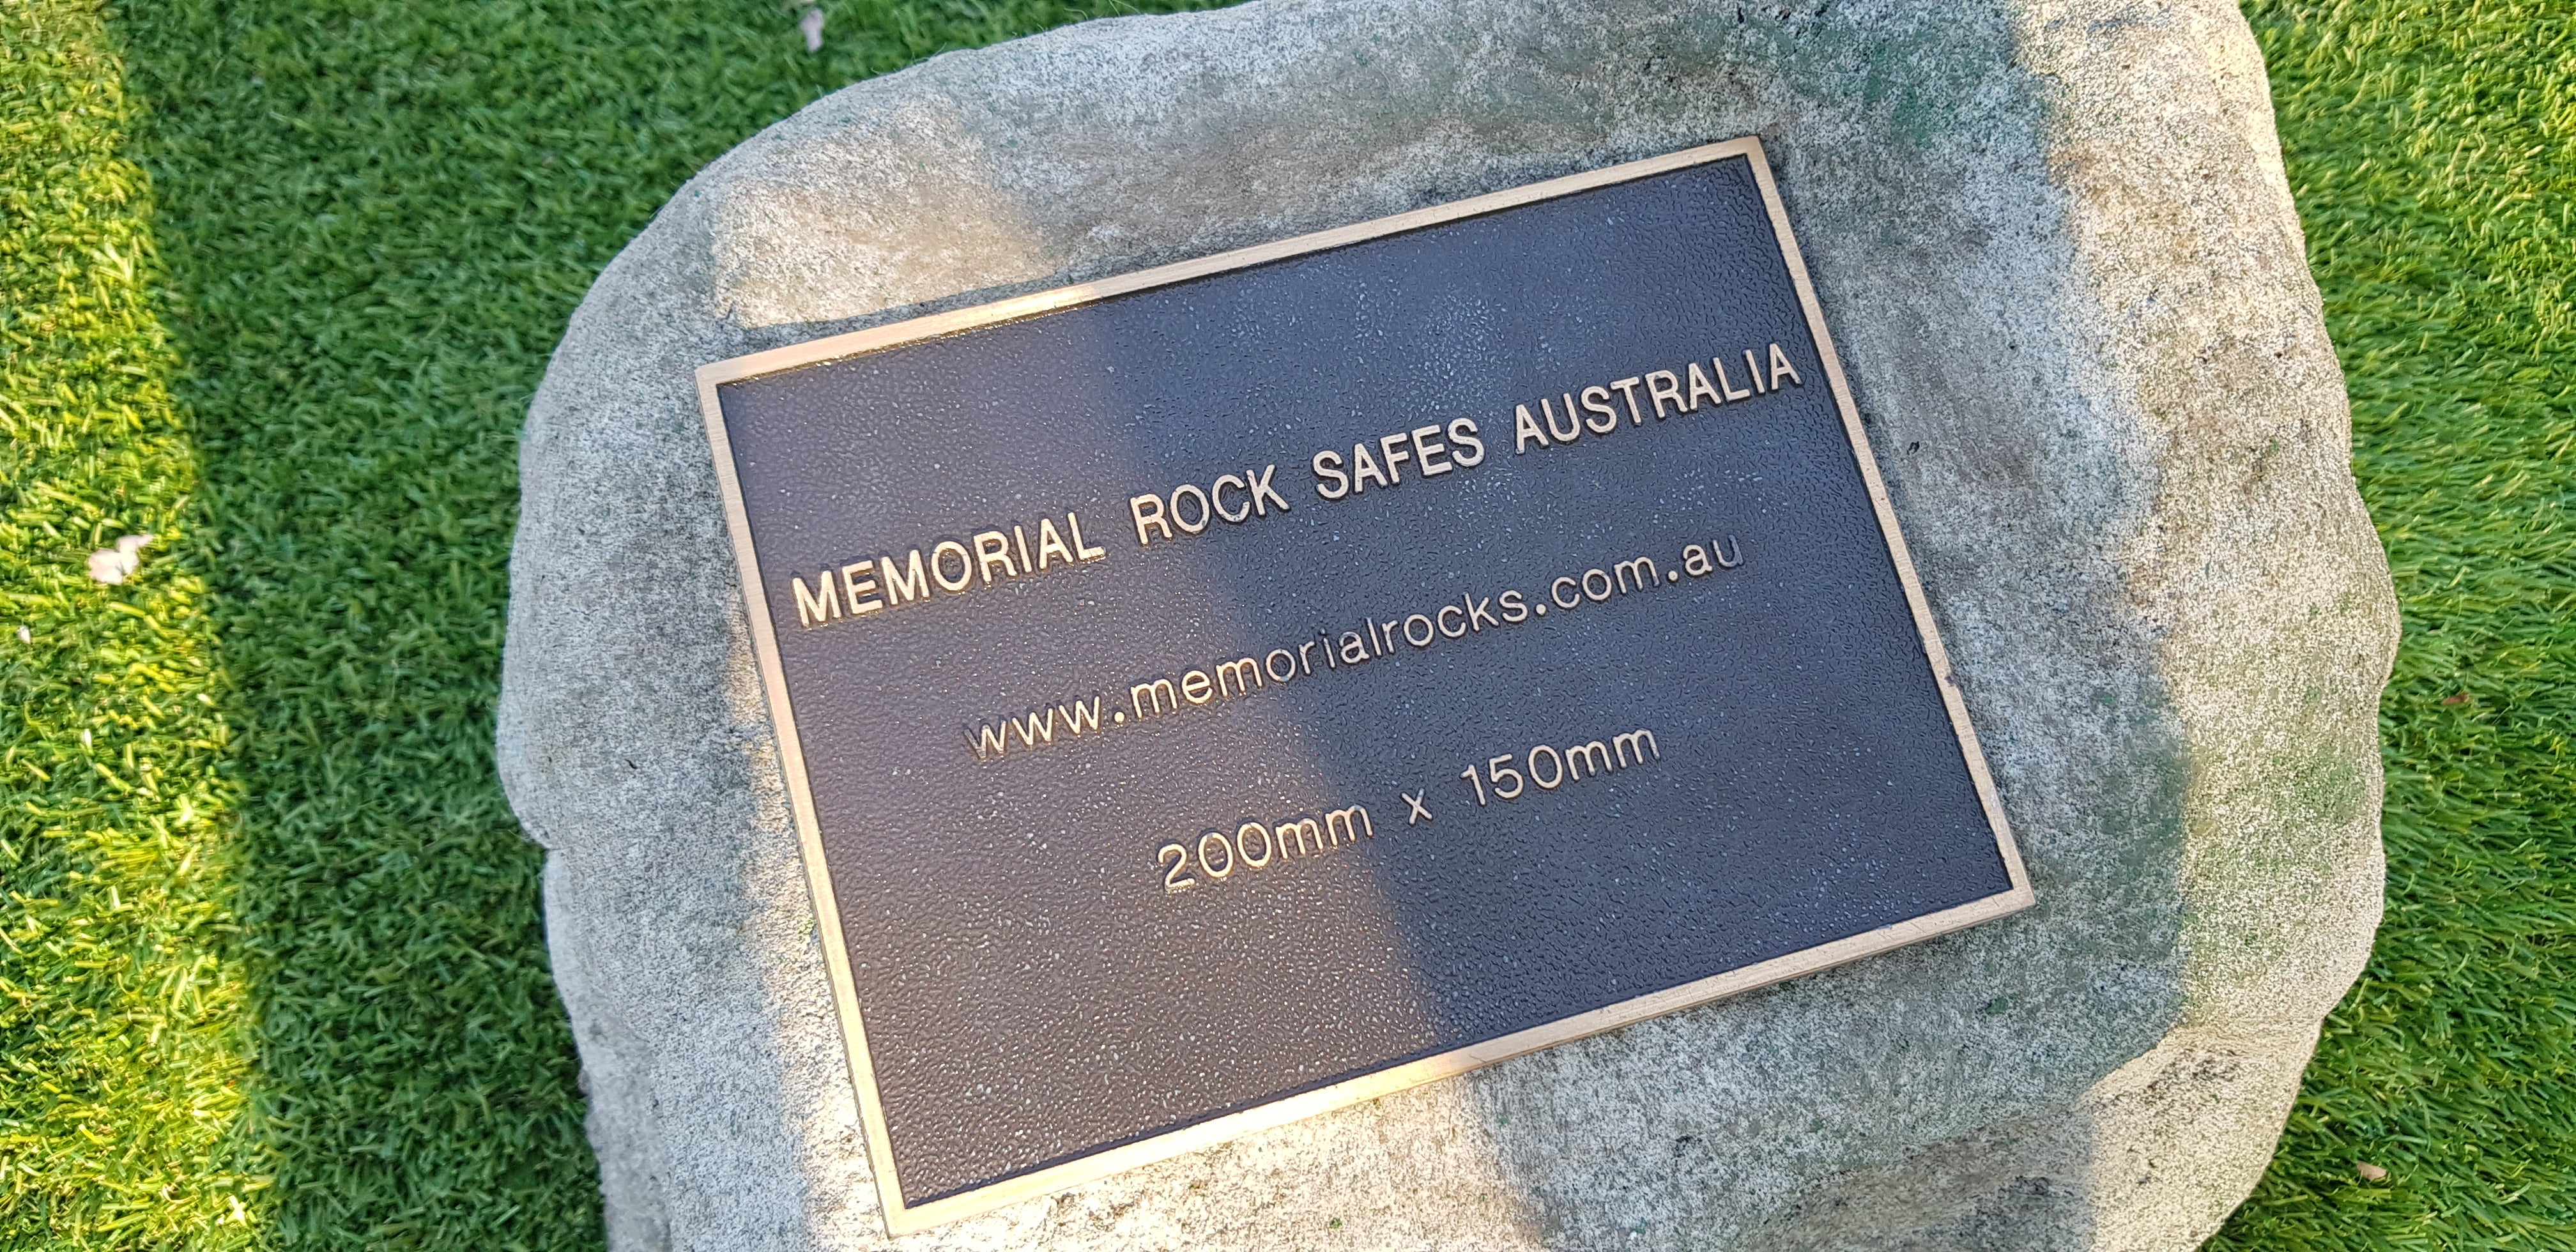 MEMORIAL ROCK SAFES AUSTRALIA
www.memorialrocks.com.au
200mm x 150mm